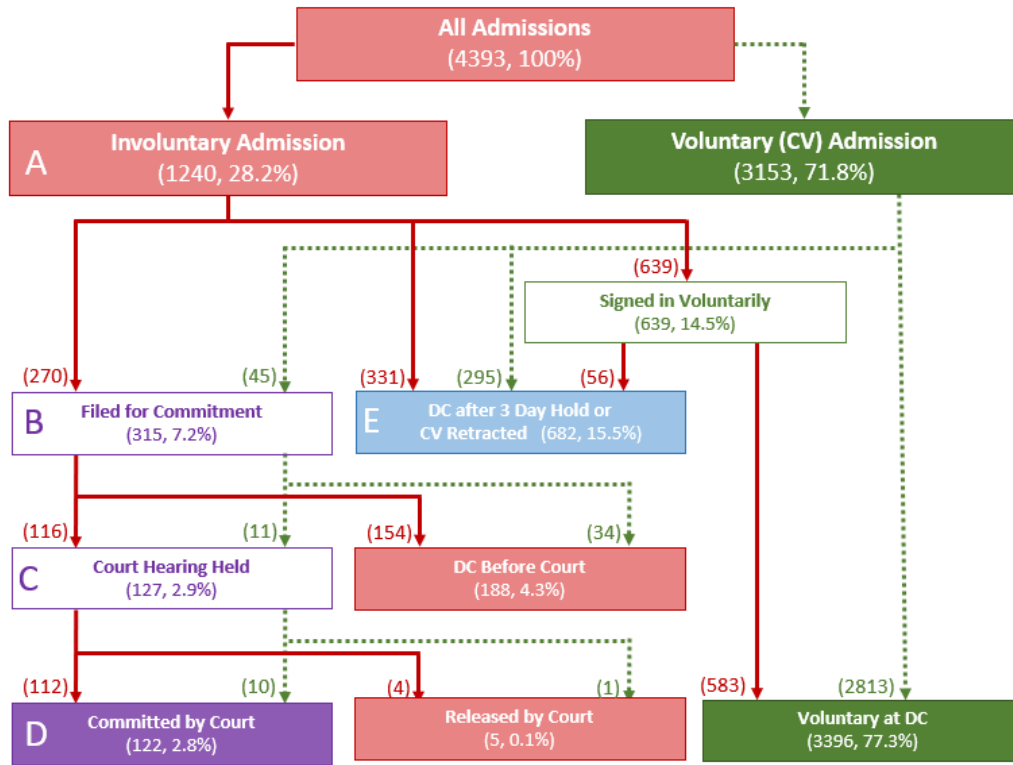 All Admissions
(4393, 100%)
A
Involuntary Admission
(1240, 28.2%)
Voluntary (CV) Admission
(3153, 71.8%)
(639)
Signed in Voluntarily
(639, 14.5%)
(270)
(45)
(331)
(295)
(56)
B
Filed for Commitment
(315, 7.2%)
E
DC after 3 Day Hold or
CV Retracted (682, 15.5%)
(116)
(11)
(154)
(34)
C
Court Hearing Held
(127, 2.9%)
DC Before Court
(188, 4.3%)
(112)
(10)
(4)
(1)
(583)
(2813)
D
Committed by Court
(122, 2.8%)
Released by Court
(5, 0.1%)
Voluntary at DC
(3396, 77.3%)